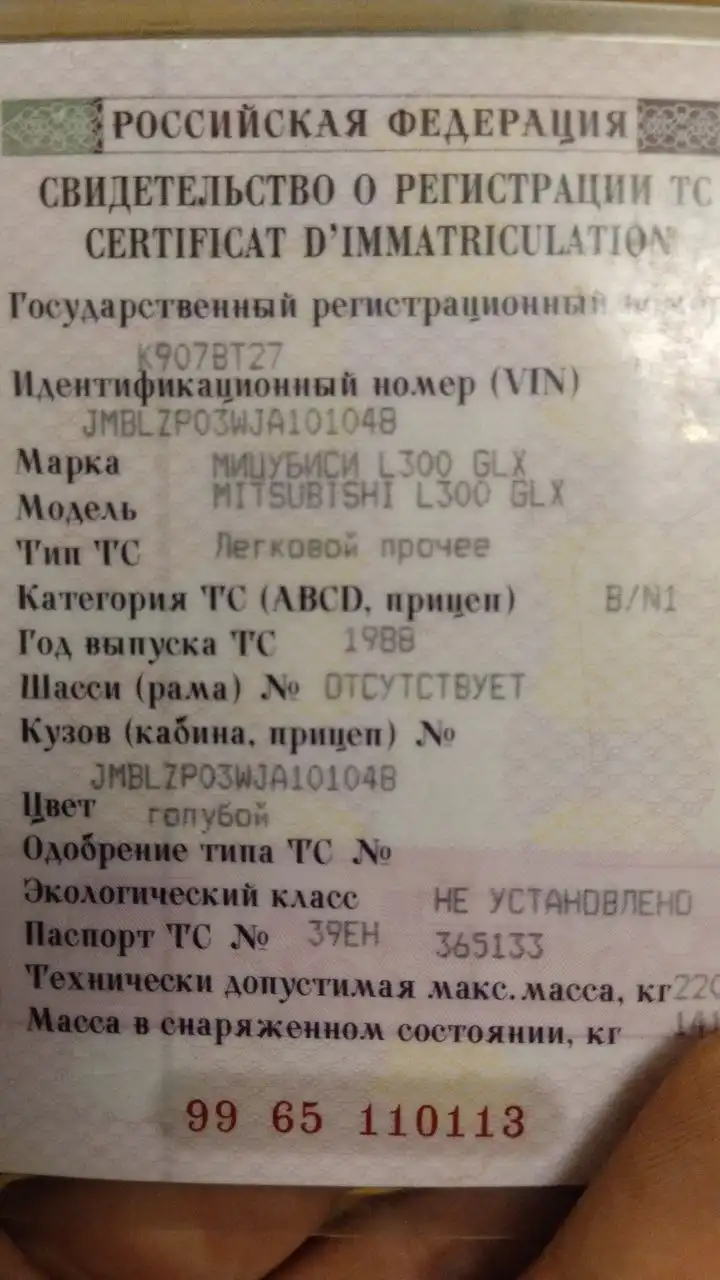 РОССИЙСКАЯ ФЕДЕРАЦИЯ
СВИДЕТЕЛЬСТВО О РЕГИСТРАЦИИ ТС
CERTIFICAT D'IMMATRICULATION
Государственный регистрационный номер
К907ВТ27
Идентификационный номер (VIN)
JMBLZP03WJA101048
Марка МИЦУБИСИ L300 GLX
Модель MITSUBISHI L300 GLX
Тип ТС Легковой прочее
Категория ТС (ABCD, прицеп) B/N1
Год выпуска ТС 1988
Шасси (рама) № ОТСУТСТВУЕТ
Кузов (кабина, прицеп) №
JMBLZP03WJA101048
Цвет голубой
Одобрение типа ТС №
Экологический класс НЕ УСТАНОВЛЕНО
Паспорт ТС № 39ЕН 365133
Технически допустимая макс.масса, кг
Масса в снаряженном состоянии, кг
99 65 110113